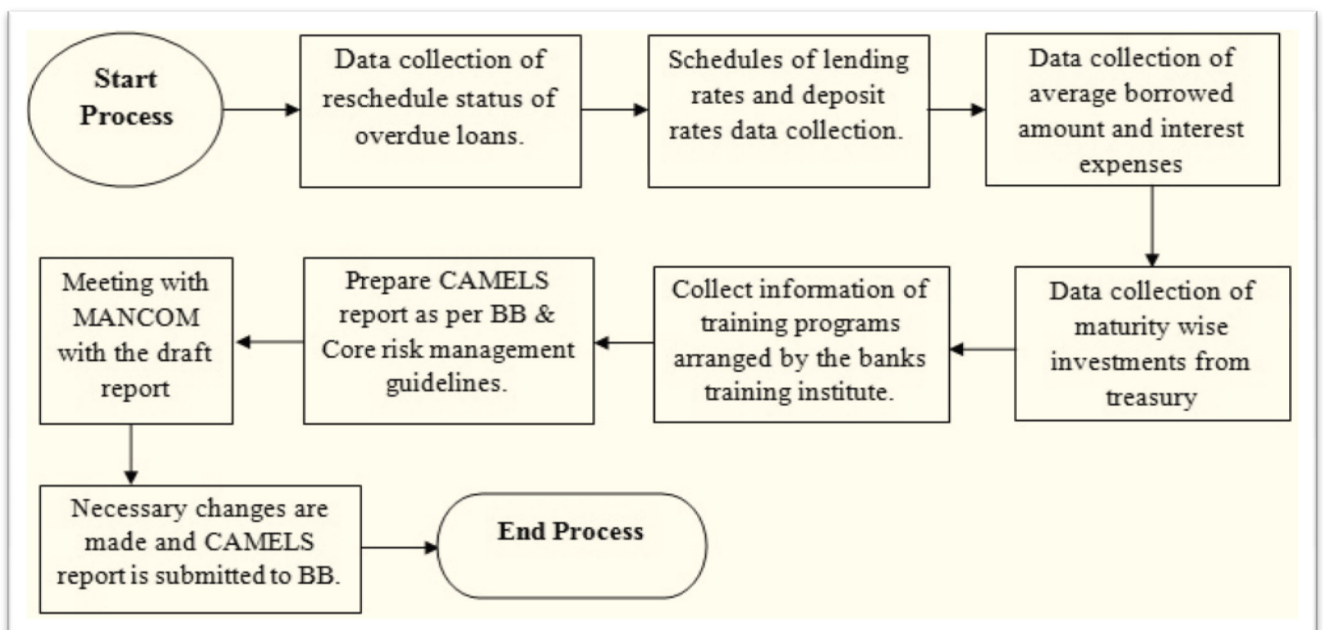 Start
Process
Data collection of
reschedule status of
overdue loans.
Schedules of lending
rates and deposit
rates data collection.
Data collection of
average borrowed
amount and interest
expenses
Data collection of
maturity wise
investments from
treasury
Collect information of
training programs
arranged by the banks
training institute.
Prepare CAMELS
report as per BB &
Core risk management
guidelines.
Meeting with
MANCOM
with the draft
report
Necessary changes are
made and CAMELS
report is submitted to BB.
End Process